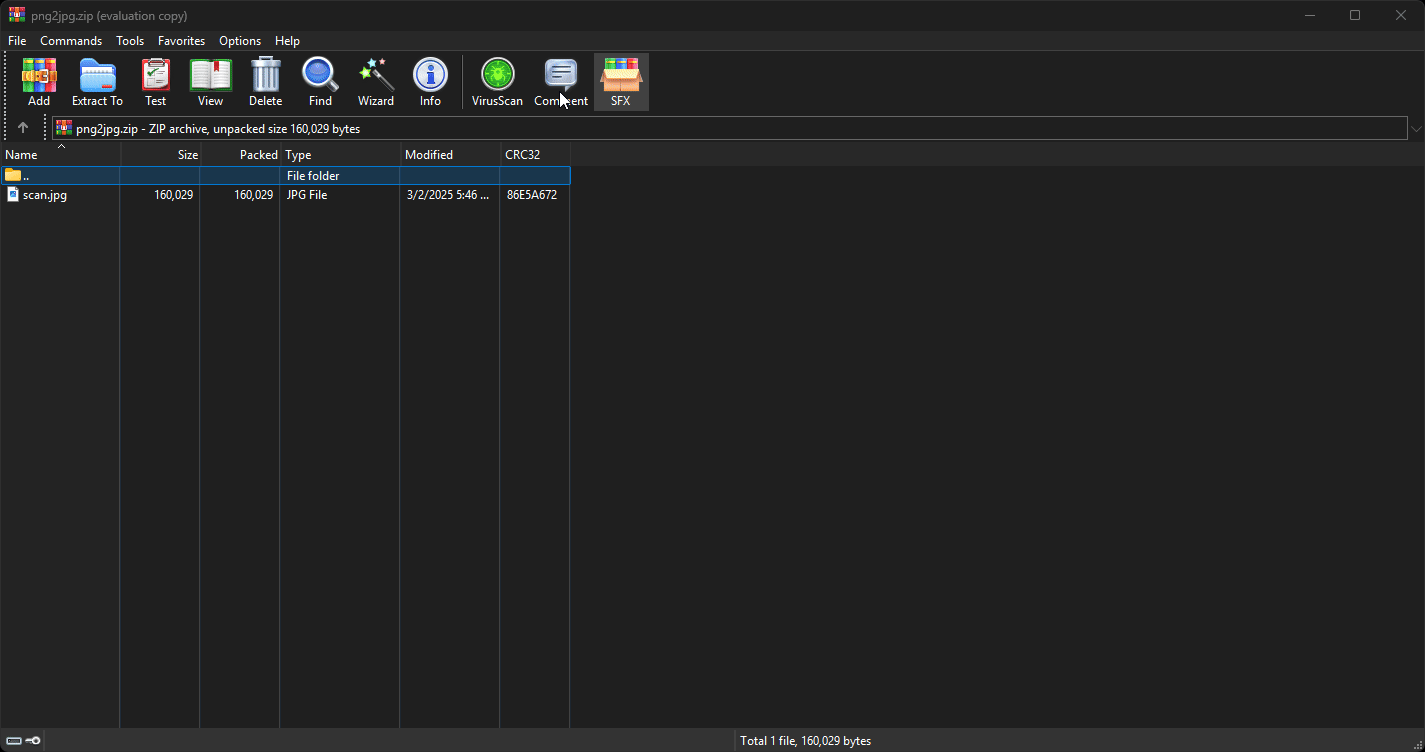 png2jpg.zip (evaluation copy)
File Commands Tools Favorites Options Help
Add Extract To Test View Delete Find Wizard Info VirusScan Comment SFX
png2jpg.zip - ZIP archive, unpacked size 160,029 bytes
Name Size Packed Type Modified CRC32
.. File folder
scan.jpg 160,029 160,029 JPG File 3/2/2025 5:46 ... 86E5A672
Total 1 file, 160,029 bytes